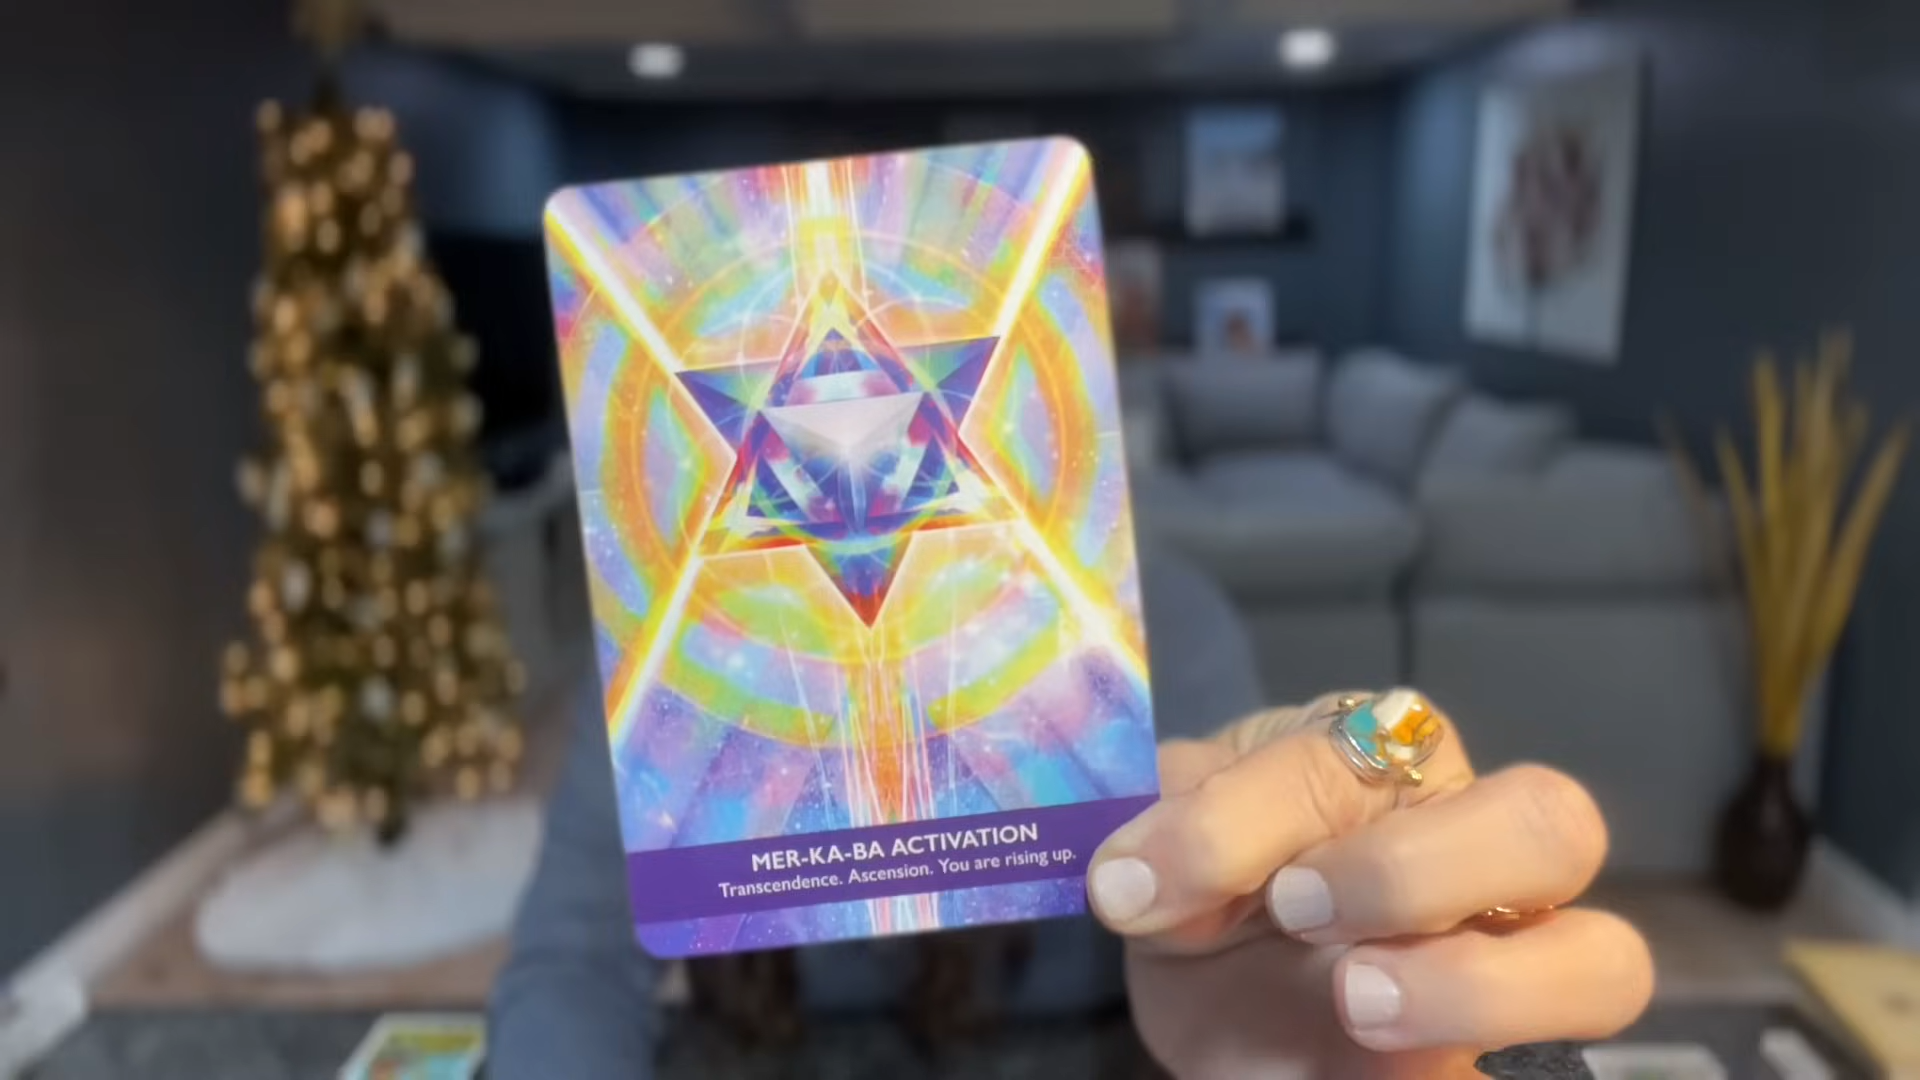 MER-KA-BA ACTIVATION
Transcendence. Ascension. You are rising up.